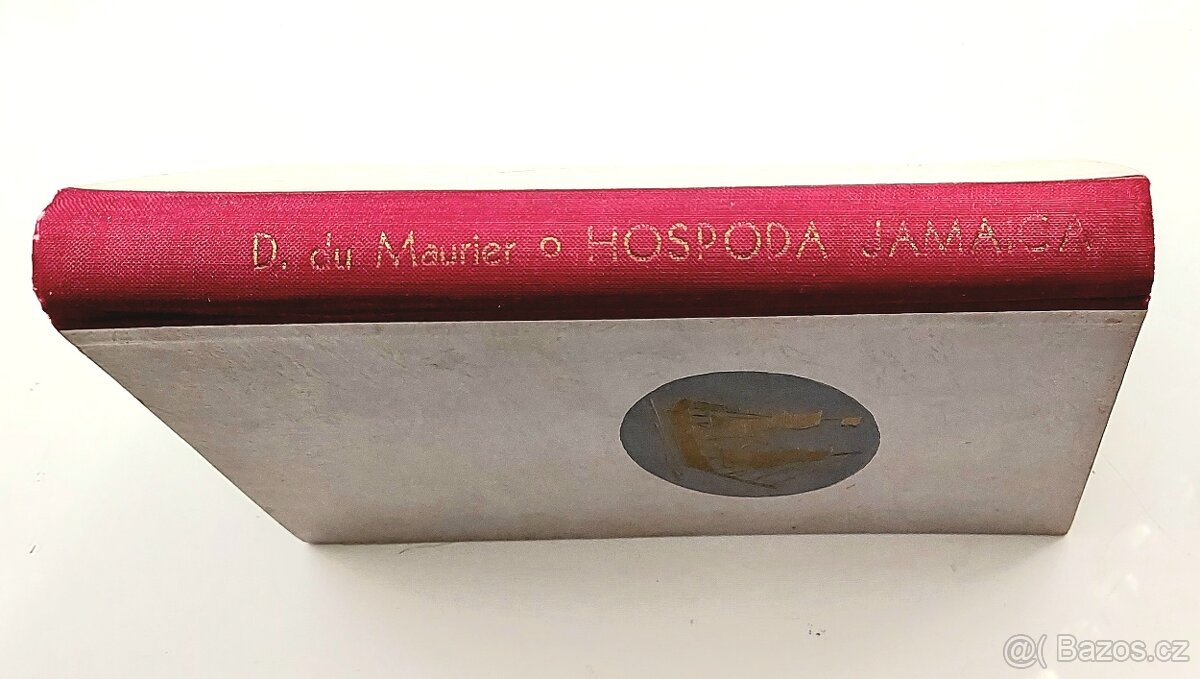 D. du Maurier o HOSPODA JAMAICA
@( Bazos.cz